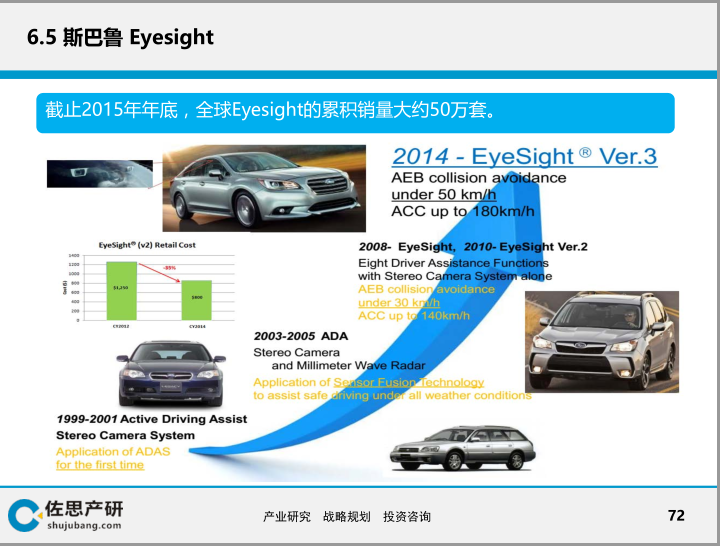 6.5 斯巴鲁 Eyesight
截止2015年年底，全球Eyesight的累积销量大约50万套。
2014 - EyeSight ® Ver.3
AEB collision avoidance
under 50 km/h
ACC up to 180km/h
EyeSight® (v2) Retail Cost
1400
1200
1000
800
600
400
200
0
$1,250
$800
CY2012
CY2014
2008- EyeSight, 2010- EyeSight Ver.2
Eight Driver Assistance Functions
with Stereo Camera System alone
AEB collision avoidance
under 30 km/h
ACC up to 140km/h
2003-2005 ADA
Stereo Camera
and Millimeter Wave Radar
Application of Sensor Fusion Technology
to assist safe driving under all weather conditions
1999-2001 Active Driving Assist
Stereo Camera System
Application of ADAS
for the first time
佐思产研
shujubang.com
产业研究 战略规划 投资咨询
72